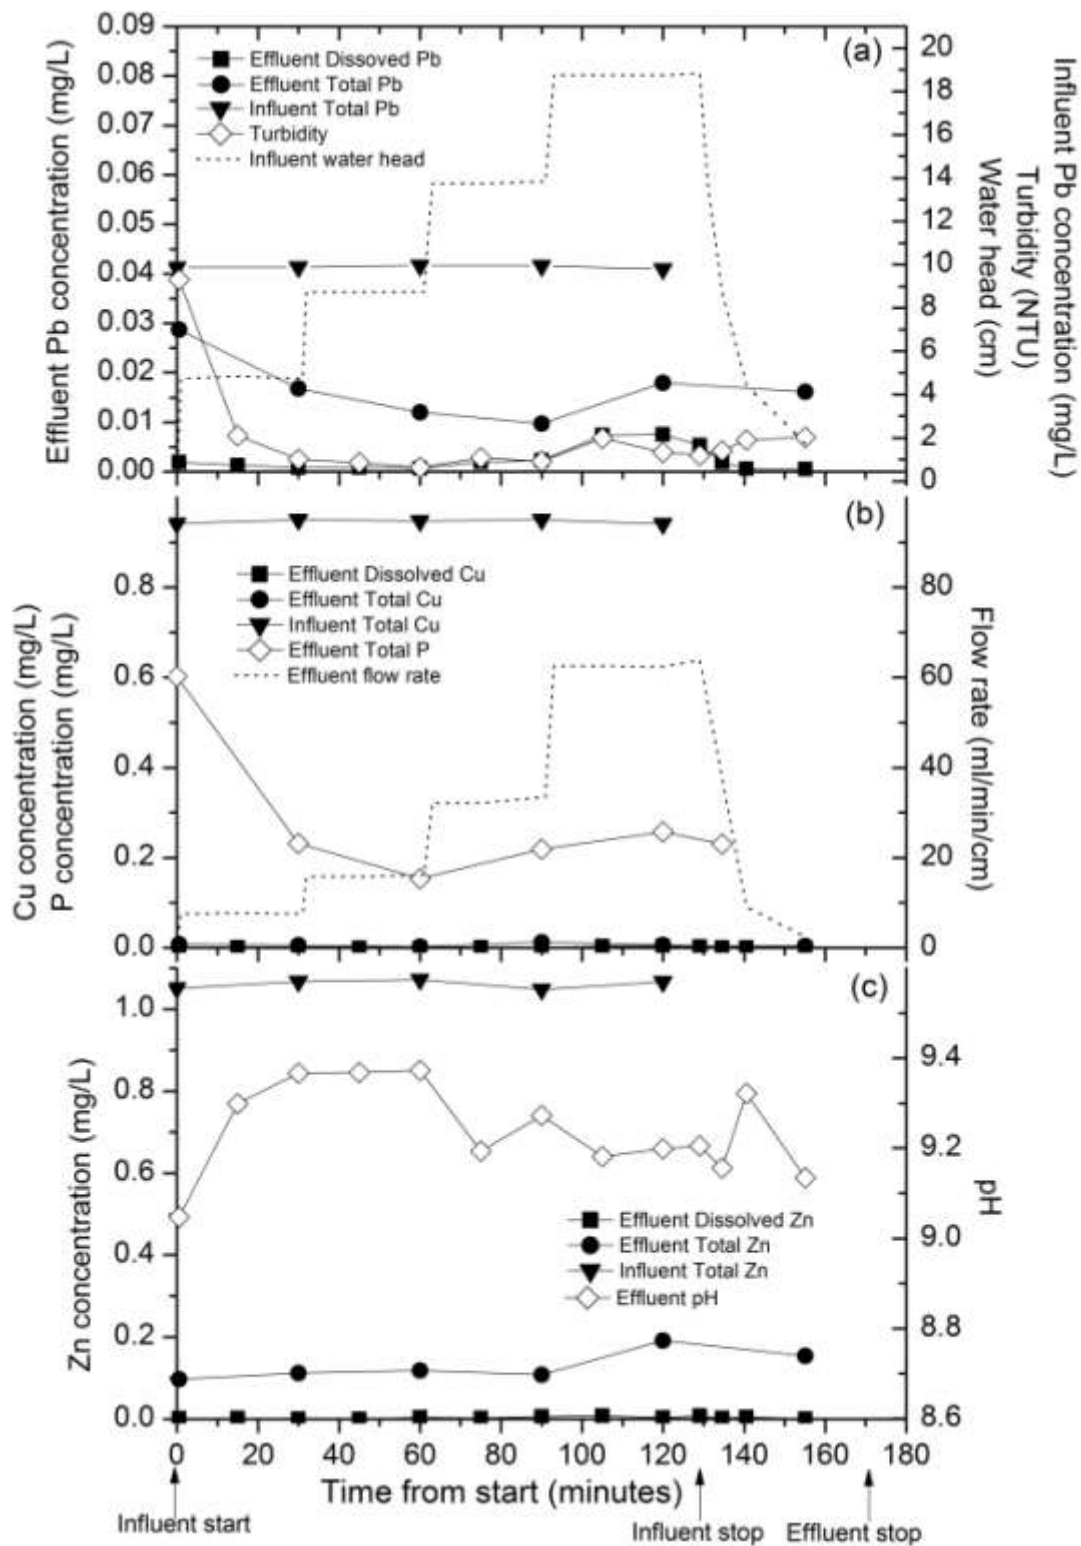 (a)
Effluent Dissoved Pb
Effluent Total Pb
Influent Total Pb
Turbidity
Influent water head
Effluent Pb concentration (mg/L)
0.09
0.08
0.07
0.06
0.05
0.04
0.03
0.02
0.01
0.00
20
18
16
14
12
10
8
6
4
2
0
Water head (cm)
Turbidity (NTU)
Influent Pb concentration (mg/L)
(b)
Effluent Dissolved Cu
Effluent Total Cu
Influent Total Cu
Effluent Total P
Effluent flow rate
Cu concentration (mg/L)
P concentration (mg/L)
0.8
0.6
0.4
0.2
0.0
80
60
40
20
0
Flow rate (ml/min/cm)
(c)
Effluent Dissolved Zn
Effluent Total Zn
Influent Total Zn
Effluent pH
Zn concentration (mg/L)
1.0
0.8
0.6
0.4
0.2
0.0
9.4
9.2
9.0
8.8
8.6
pH
0 20 40 60 80 100 120 140 160 180
Time from start (minutes)
Influent start
Influent stop
Effluent stop